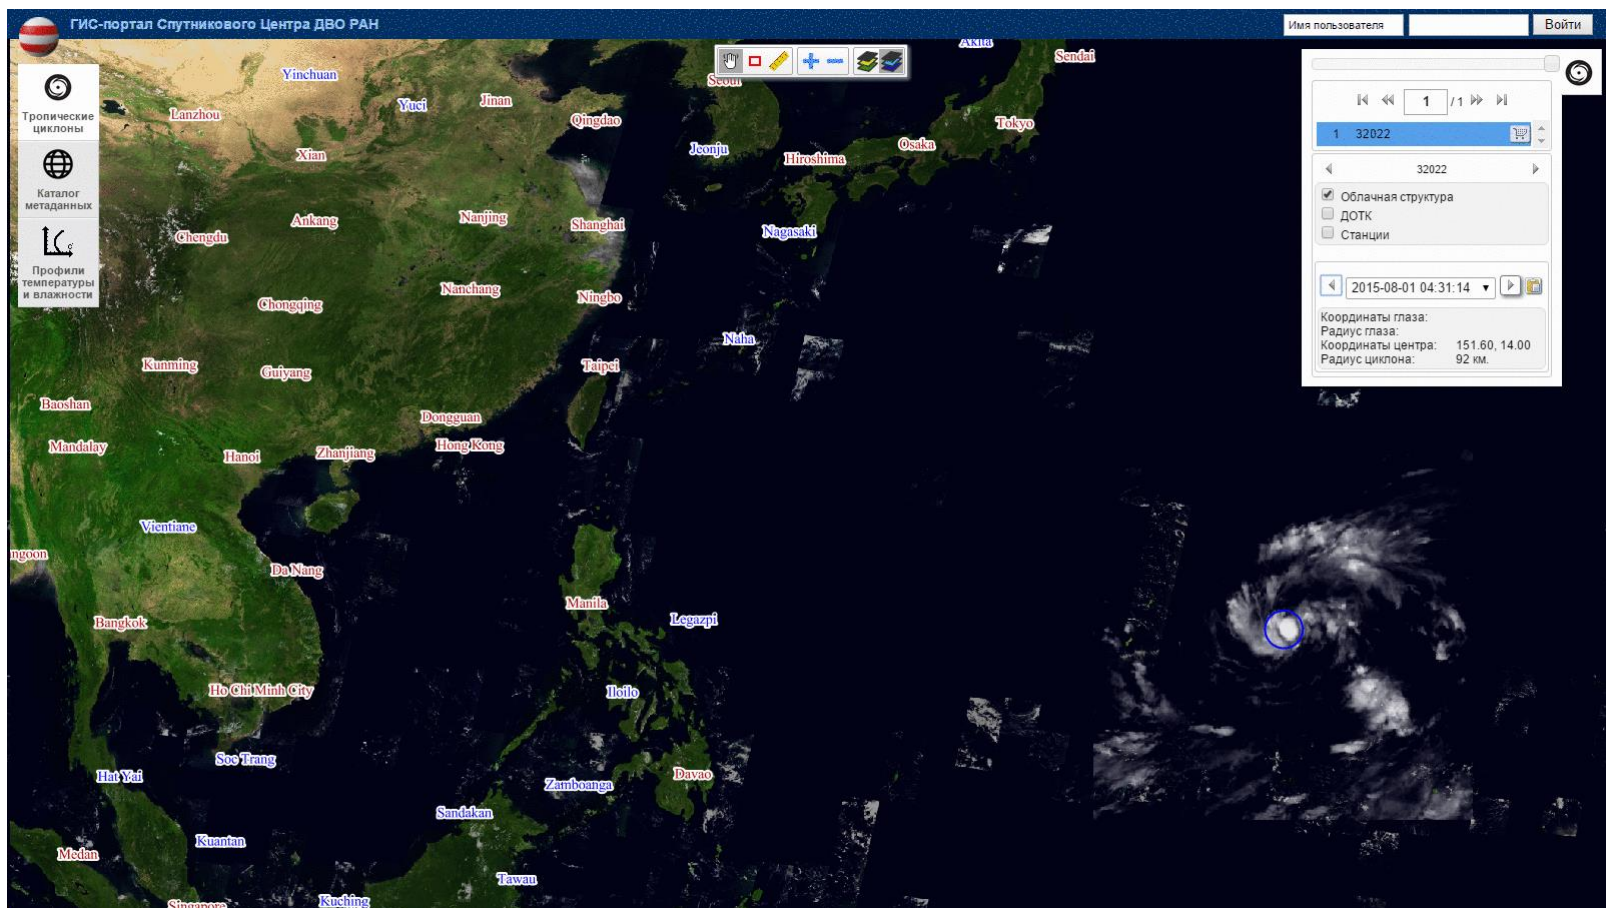 ГИС-портал Спутникового Центра ДВО РАН
Имя пользователя
Войти
Тропические
циклоны
Каталог
метаданных
Профили
температуры
и влажности
1 / 1
1 32022
32022
Облачная структура
ДОТК
Станции
2015-08-01 04:31:14
Координаты глаза:
Радиус глаза:
Координаты центра: 151.60, 14.00
Радиус циклона: 92 км.
Akita
Sendai
Yinchuan
Seoul
Yuci
Jinan
Lanzhou
Qingdao
Tokyo
Osaka
Jeonju
Hiroshima
Xian
Ankang
Nanjing
Shanghai
Nagasaki
Chengdu
Nanchang
Ningbo
Chongqing
Naha
Kunming
Guiyang
Taipei
Baoshan
Dongguan
Mandalay
Hanoi
Zhanjiang
Hong Kong
Vientiane
ngoon
Da Nang
Manila
Bangkok
Legazpi
Ho Chi Minh City
Iloilo
Soc Trang
Hat Yai
Davao
Zamboanga
Sandakan
Kuantan
Medan
Tawau
Kuching
Singapore